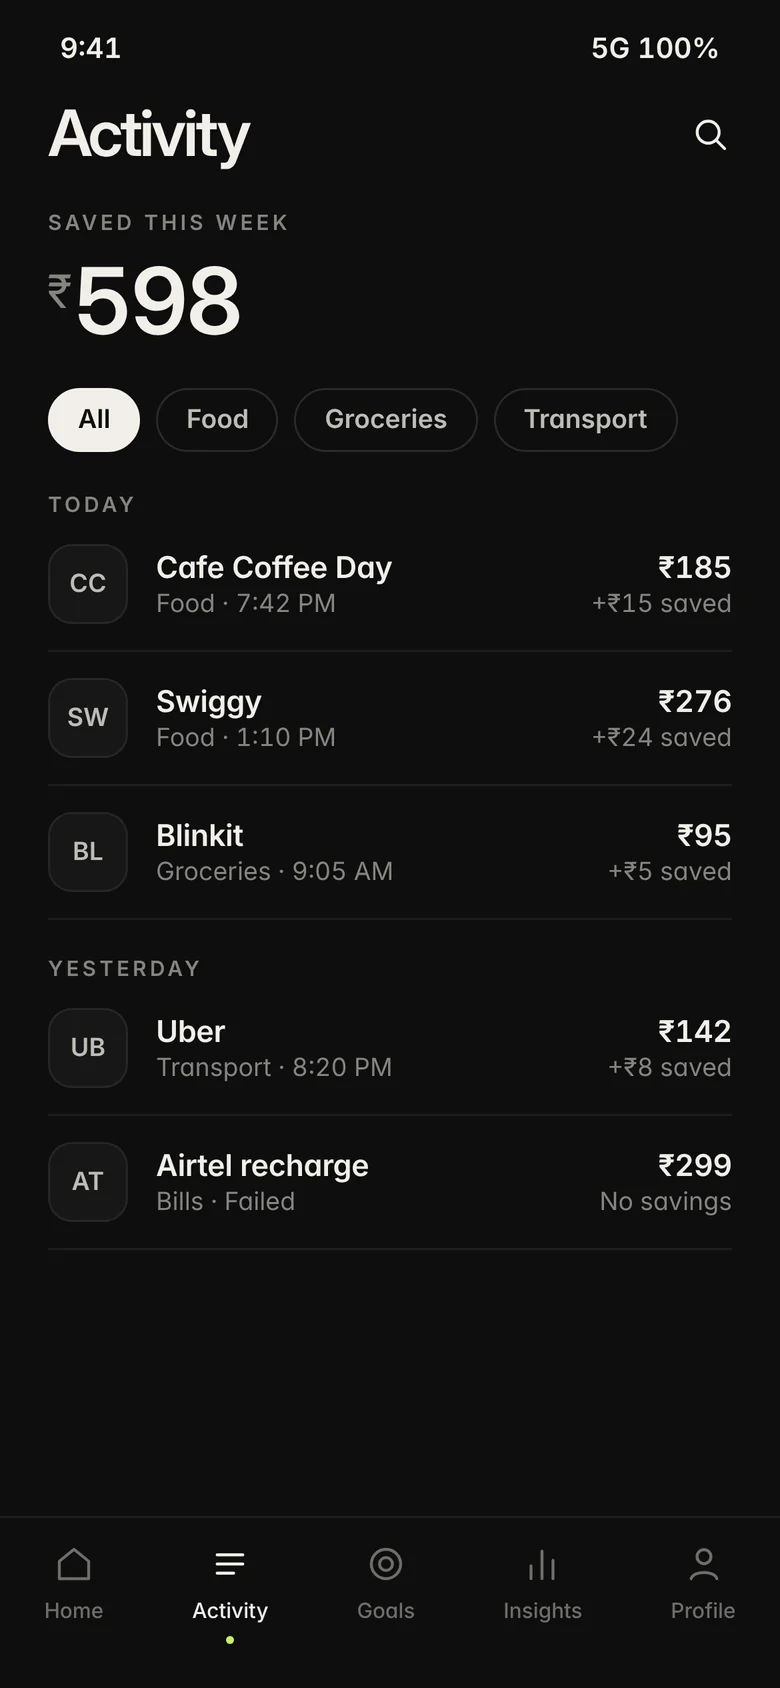 9:41
5G 100%
Activity
SAVED THIS WEEK
₹598
All
Food
Groceries
Transport
TODAY
CC
Cafe Coffee Day
₹185
Food · 7:42 PM
+₹15 saved
SW
Swiggy
₹276
Food · 1:10 PM
+₹24 saved
BL
Blinkit
₹95
Groceries · 9:05 AM
+₹5 saved
YESTERDAY
UB
Uber
₹142
Transport · 8:20 PM
+₹8 saved
AT
Airtel recharge
₹299
Bills · Failed
No savings
Home
Activity
Goals
Insights
Profile